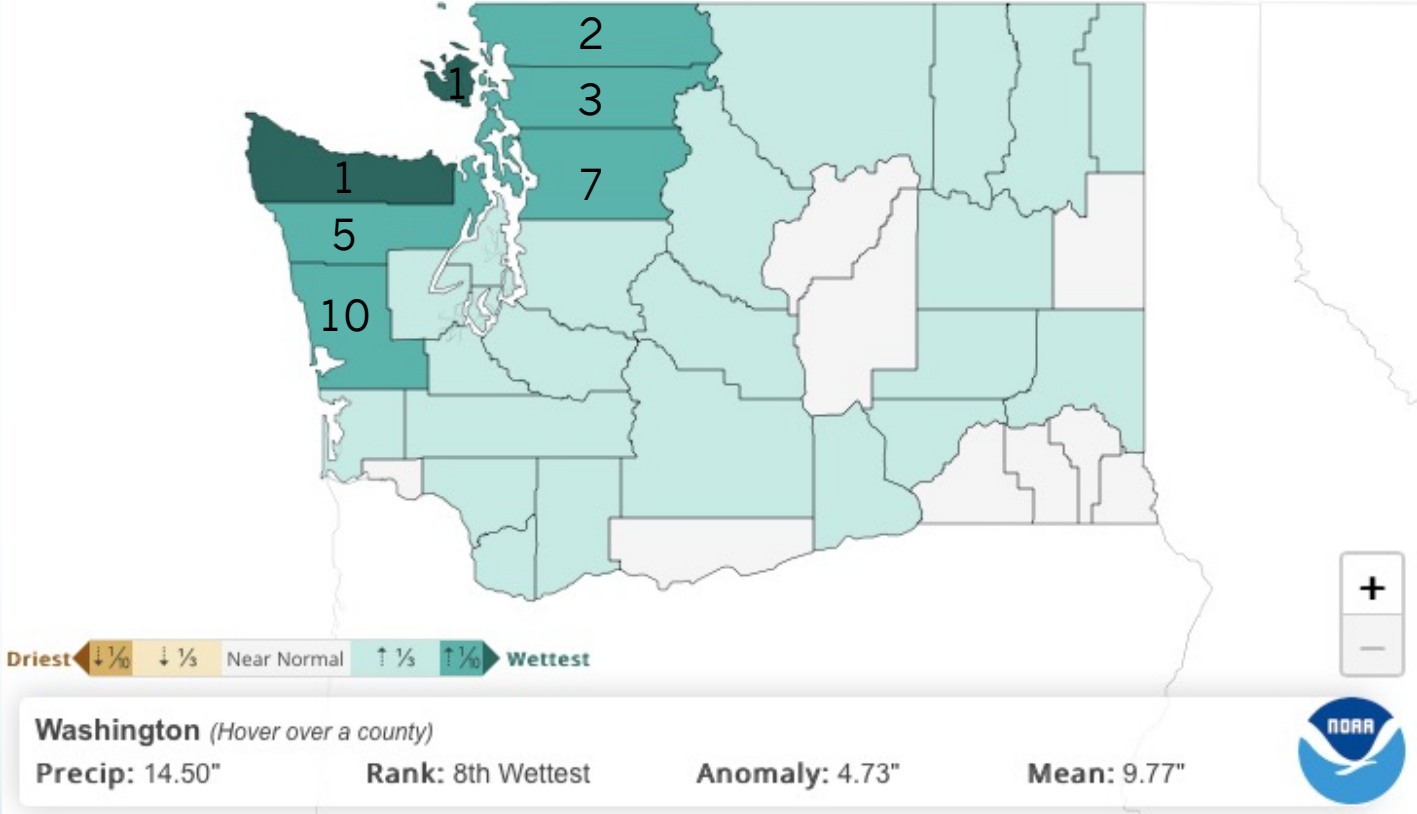 2
1
3
1
7
5
10
Driest ↓ ⅒ ↓ ⅓ Near Normal ↑ ⅓ ↑ ⅒ Wettest
+
−
Washington (Hover over a county)
Precip: 14.50" Rank: 8th Wettest Anomaly: 4.73" Mean: 9.77"
NOAA